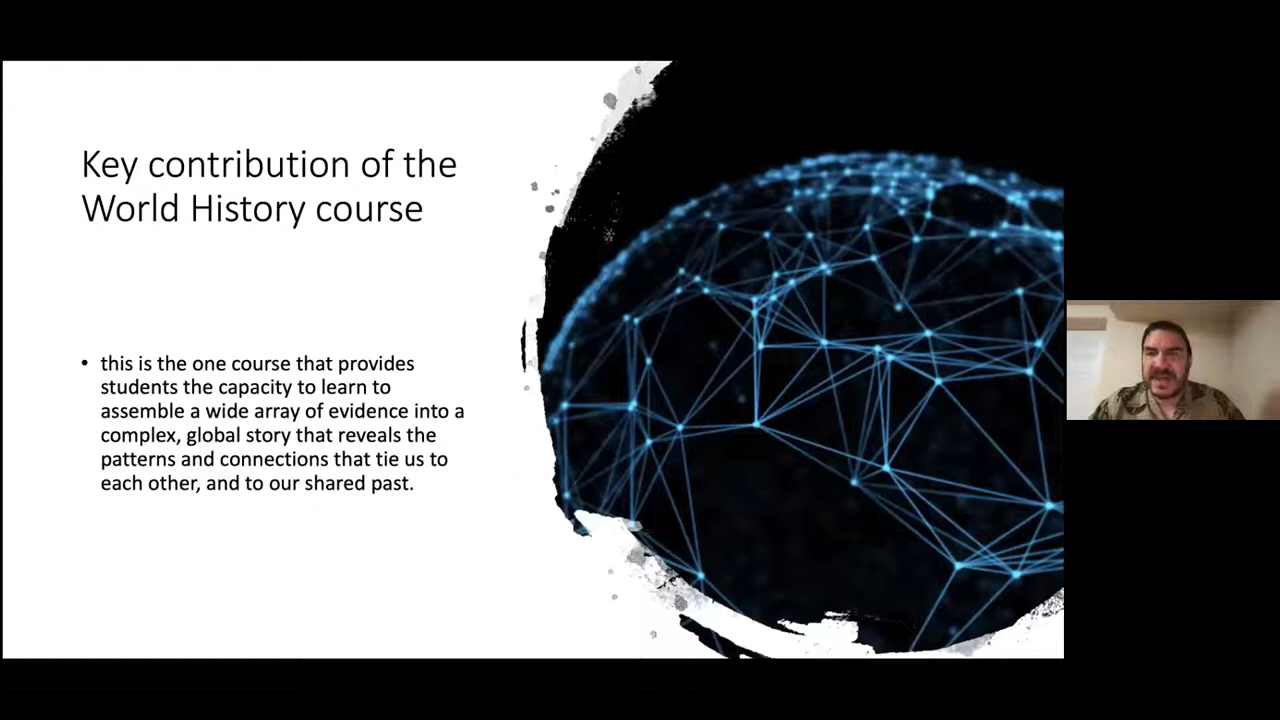 Key contribution of the
World History course
• this is the one course that provides
students the capacity to learn to
assemble a wide array of evidence into a
complex, global story that reveals the
patterns and connections that tie us to
each other, and to our shared past.